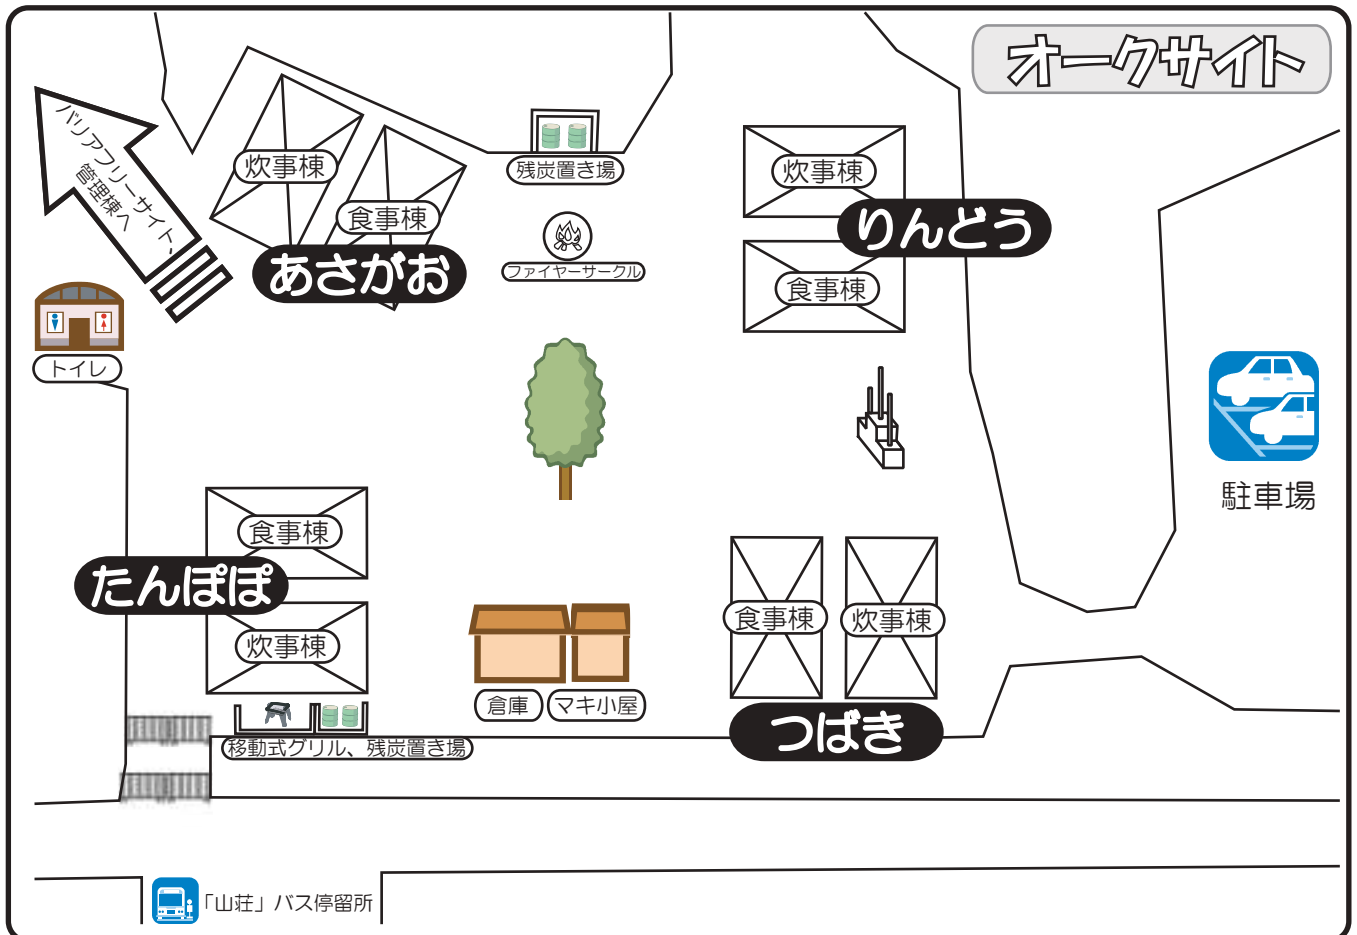 オークサイト
バリアフリーサイト、
管理棟へ
炊事棟
食事棟
あさがお
残炭置き場
ファイヤーサークル
炊事棟
りんどう
食事棟
トイレ
駐車場
食事棟
たんぽぽ
炊事棟
移動式グリル、残炭置き場
倉庫
マキ小屋
食事棟
炊事棟
つばき
「山荘」バス停留所